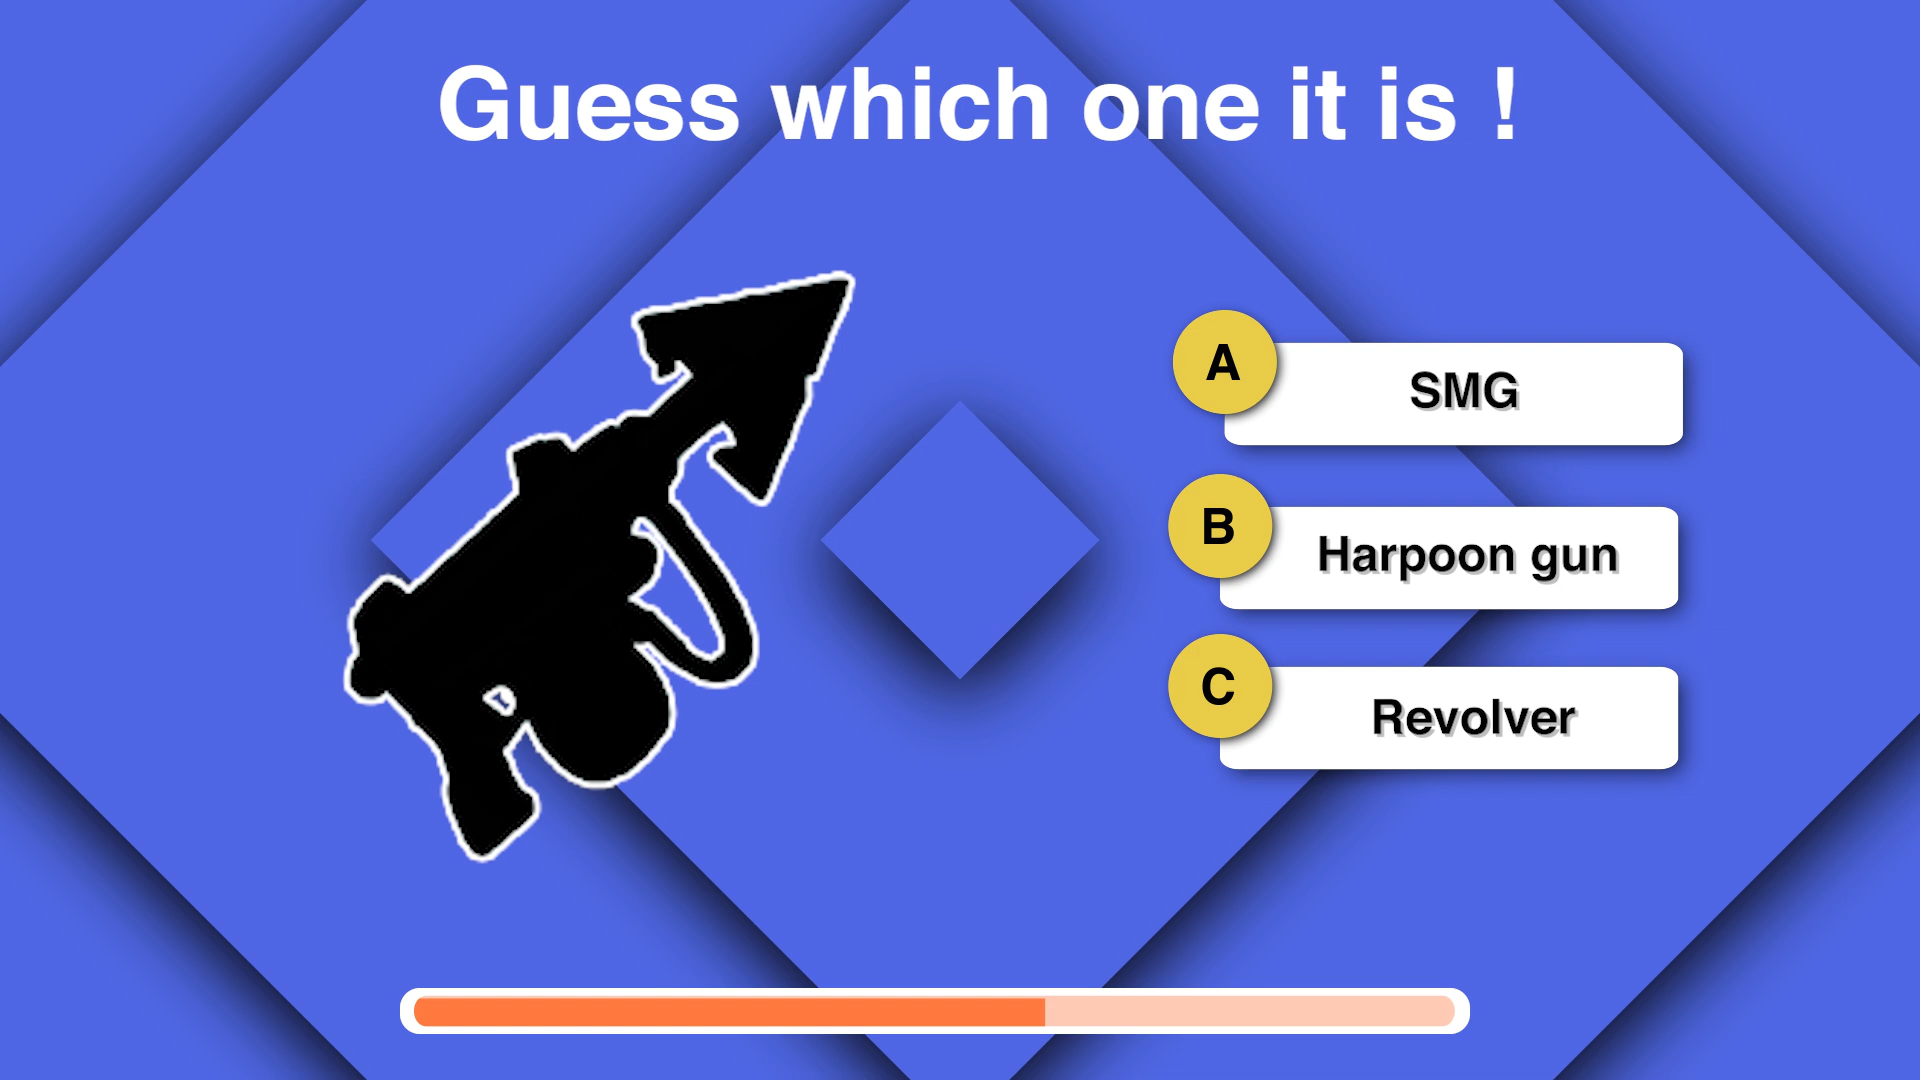 Guess which one it is !
A
SMG
B
Harpoon gun
C
Revolver